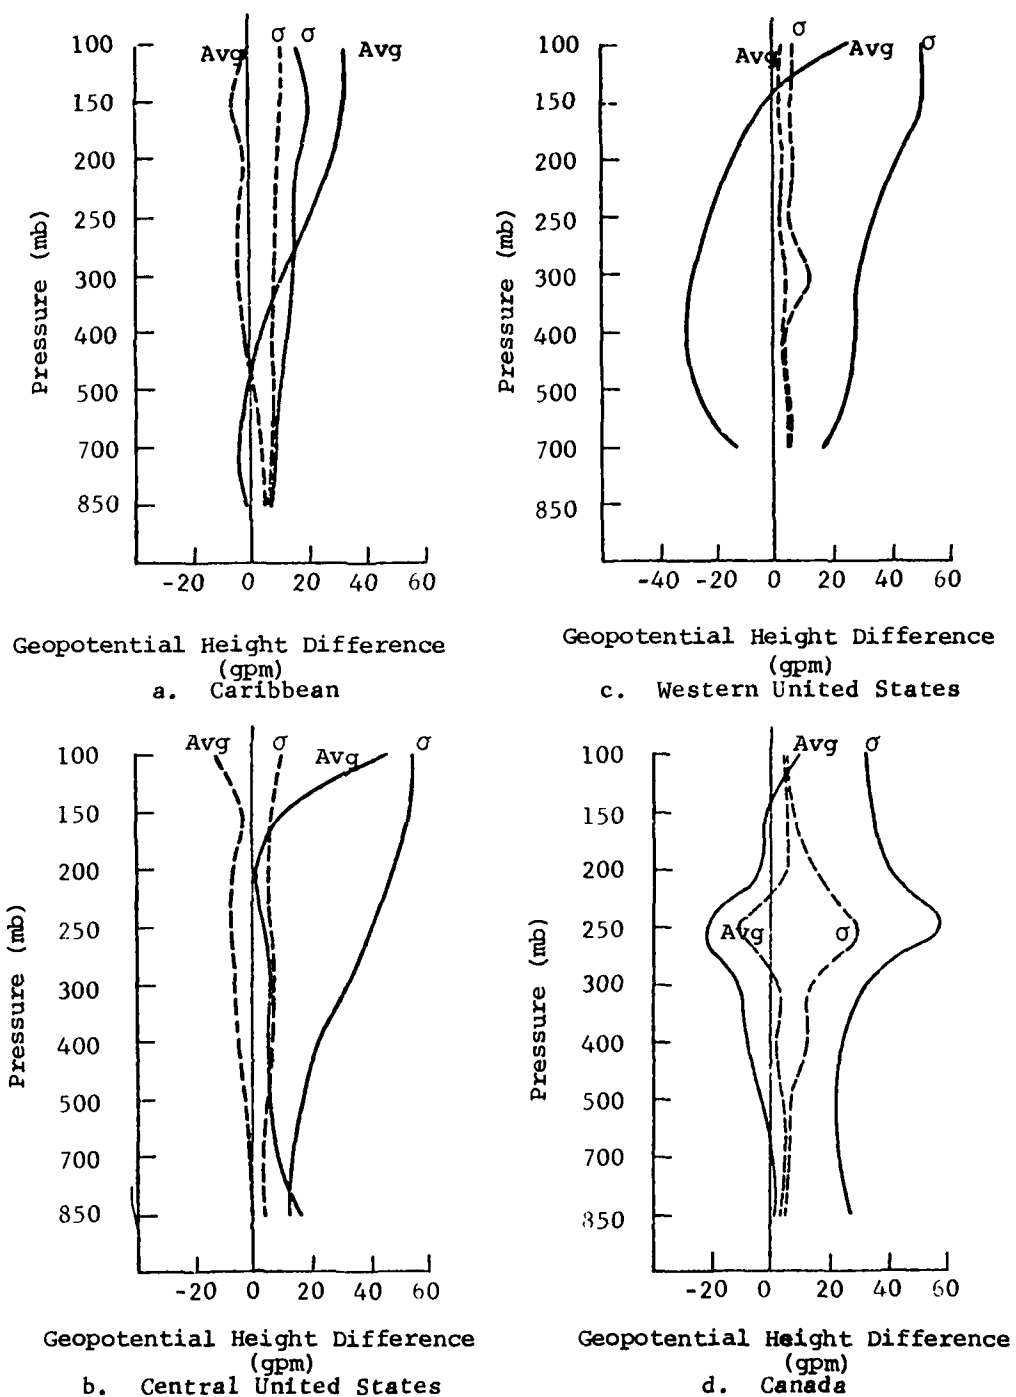 Avg σ σ Avg
100
150
200
250
300
400
500
700
850
Pressure (mb)
-20 0 20 40 60
Geopotential Height Difference
(gpm)
a. Caribbean
Avg σ Avg σ
100
150
200
250
300
400
500
700
850
Pressure (mb)
-40 -20 0 20 40 60
Geopotential Height Difference
(gpm)
c. Western United States
Avg σ Avg σ
100
150
200
250
300
400
500
700
850
Pressure (mb)
-20 0 20 40 60
Geopotential Height Difference
(gpm)
b. Central United States
Avg σ
100
150
200
250
300
400
500
700
850
Avg σ
Pressure (mb)
-20 0 20 40 60
Geopotential Height Difference
(gpm)
d. Canada